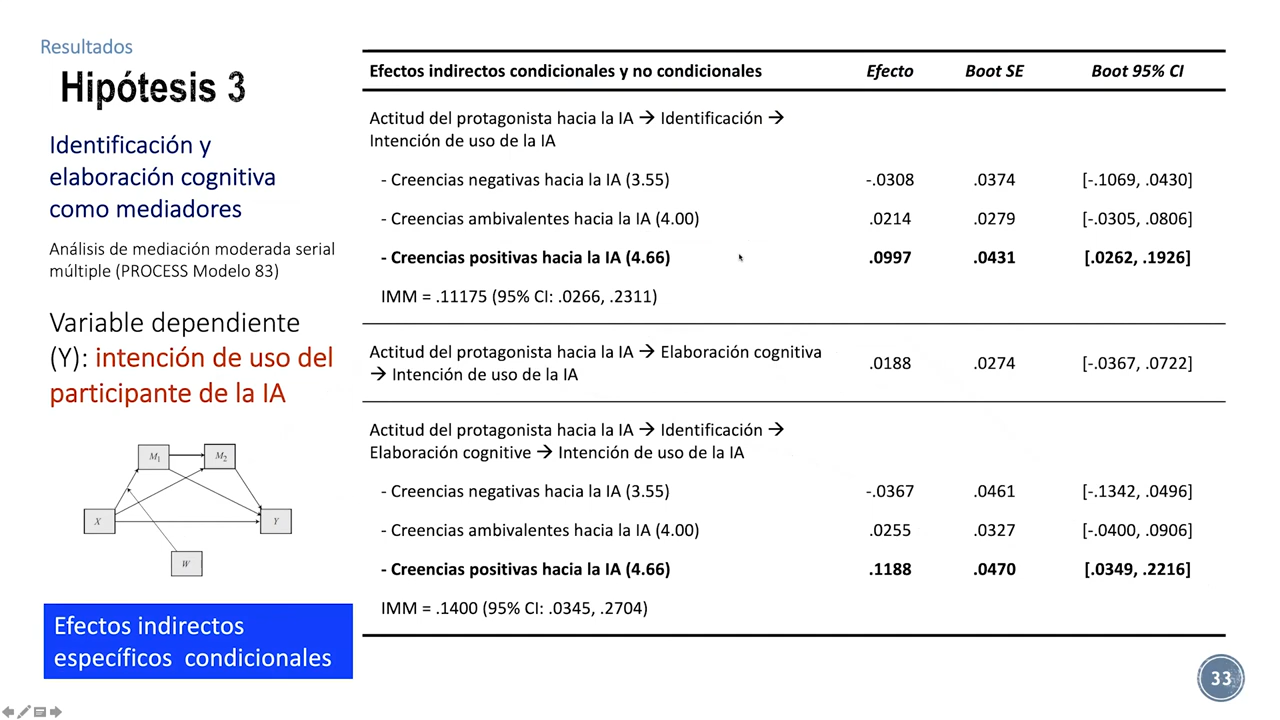 Resultados
Hipótesis 3
Identificación y
elaboración cognitiva
como mediadores
Análisis de mediación moderada serial
múltiple (PROCESS Modelo 83)
Variable dependiente
(Y): intención de uso del
participante de la IA
M1 M2
X Y
W
Efectos indirectos
específicos condicionales
Efectos indirectos condicionales y no condicionales Efecto Boot SE Boot 95% CI
Actitud del protagonista hacia la IA → Identificación →
Intención de uso de la IA
- Creencias negativas hacia la IA (3.55) -.0308 .0374 [-.1069, .0430]
- Creencias ambivalentes hacia la IA (4.00) .0214 .0279 [-.0305, .0806]
- Creencias positivas hacia la IA (4.66) .0997 .0431 [.0262, .1926]
IMM = .11175 (95% CI: .0266, .2311)
Actitud del protagonista hacia la IA → Elaboración cognitiva
→ Intención de uso de la IA .0188 .0274 [-.0367, .0722]
Actitud del protagonista hacia la IA → Identificación →
Elaboración cognitive → Intención de uso de la IA
- Creencias negativas hacia la IA (3.55) -.0367 .0461 [-.1342, .0496]
- Creencias ambivalentes hacia la IA (4.00) .0255 .0327 [-.0400, .0906]
- Creencias positivas hacia la IA (4.66) .1188 .0470 [.0349, .2216]
IMM = .1400 (95% CI: .0345, .2704)
33